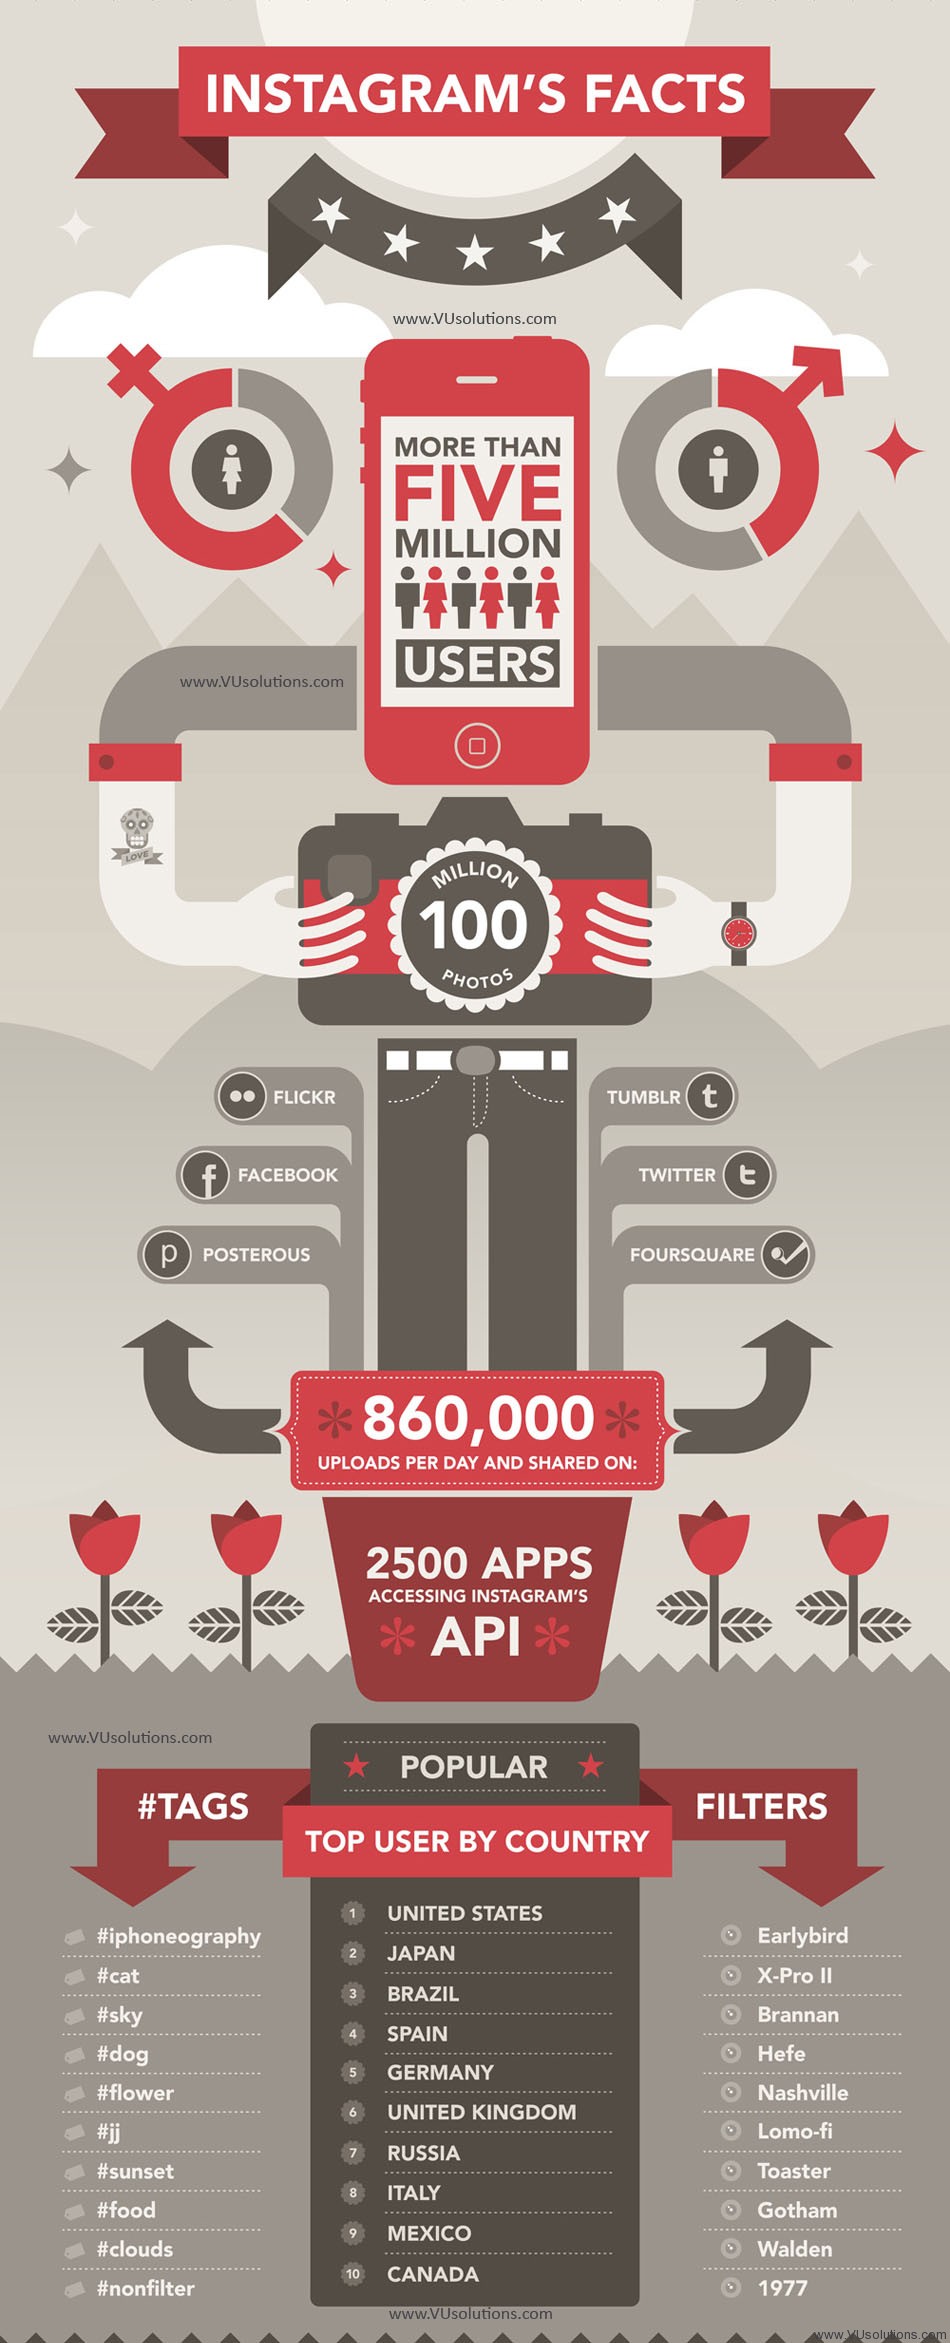 INSTAGRAM'S FACTS
www.VUsolutions.com
MORE THAN
FIVE
MILLION
USERS
www.VUsolutions.com
LOVE
MILLION
100
PHOTOS
FLICKR
FACEBOOK
POSTEROUS
TUMBLR
TWITTER
FOURSQUARE
860,000
UPLOADS PER DAY AND SHARED ON:
2500 APPS
ACCESSING INSTAGRAM'S
API
www.VUsolutions.com
POPULAR
#TAGS
TOP USER BY COUNTRY
FILTERS
#iphoneography
#cat
#sky
#dog
#flower
#jj
#sunset
#food
#clouds
#nonfilter
1 UNITED STATES
2 JAPAN
3 BRAZIL
4 SPAIN
5 GERMANY
6 UNITED KINGDOM
7 RUSSIA
8 ITALY
9 MEXICO
10 CANADA
Earlybird
X-Pro II
Brannan
Hefe
Nashville
Lomo-fi
Toaster
Gotham
Walden
1977
www.VUsolutions.com
www.VUsolutions.com